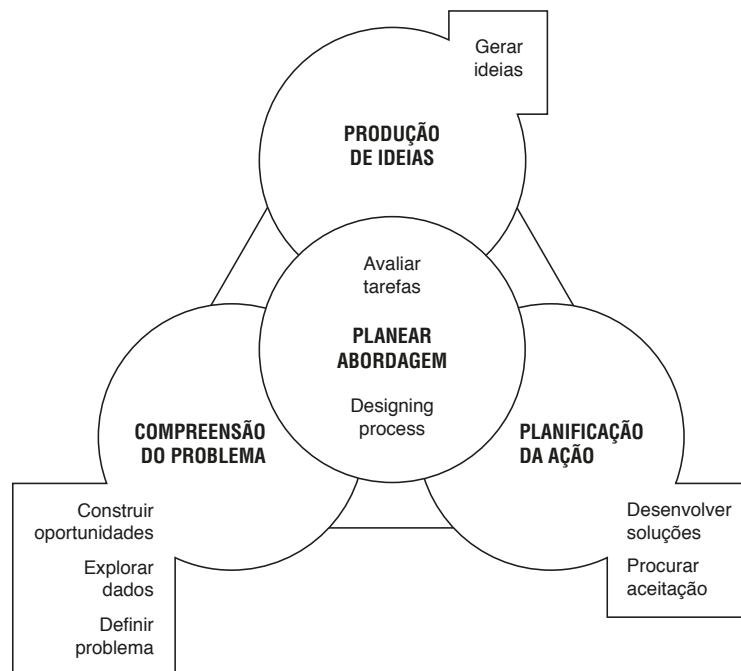 Gerar
ideias
PRODUÇÃO
DE IDEIAS
Avaliar
tarefas
PLANEAR
ABORDAGEM
Designing
process
COMPREENSÃO
DO PROBLEMA
PLANIFICAÇÃO
DA AÇÃO
Construir
oportunidades
Explorar
dados
Definir
problema
Desenvolver
soluções
Procurar
aceitação